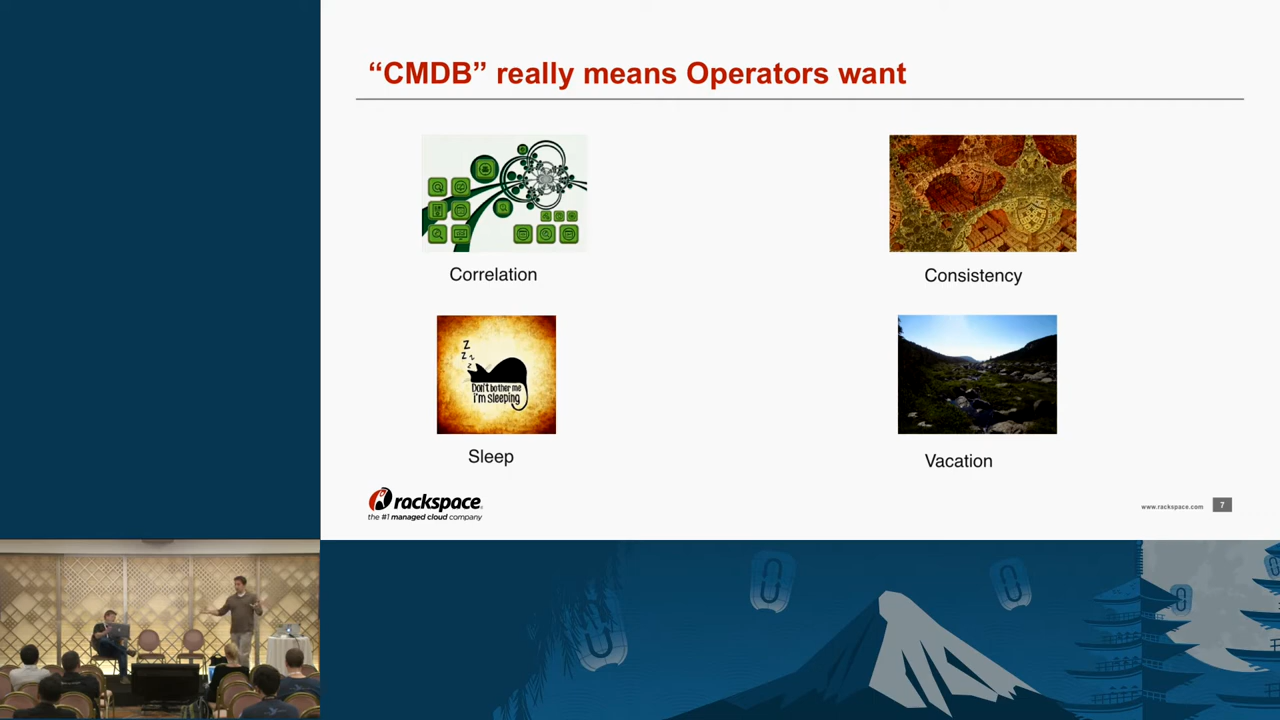 “CMDB” really means Operators want
Correlation
Consistency
Z
Z
Z
Z
Don't bother me
i'm sleeping
Sleep
Vacation
rackspace
the #1 managed cloud company
www.rackspace.com
7